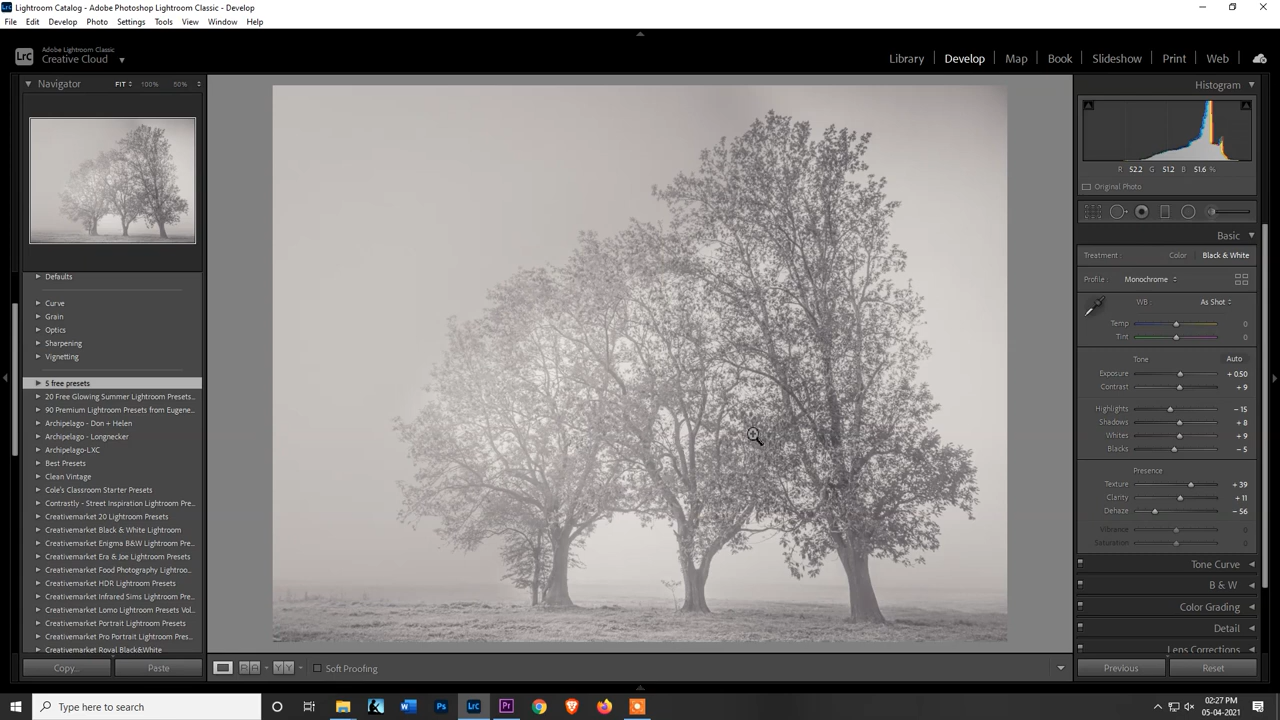 Lightroom Catalog - Adobe Photoshop Lightroom Classic - Develop
File Edit Develop Photo Settings Tools View Window Help
Lrc Adobe Lightroom Classic
Creative Cloud
Library Develop Map Book Slideshow Print Web
Navigator FIT 100% 50%
Defaults
Curve
Grain
Optics
Sharpening
Vignetting
5 free presets
20 Free Glowing Summer Lightroom Presets...
90 Premium Lightroom Presets from Eugene...
Archipelago - Don + Helen
Archipelago - Longnecker
Archipelago-LXC
Best Presets
Clean Vintage
Cole's Classroom Starter Presets
Contrastly - Street Inspiration Lightroom Pre...
Creativemarket 20 Lightroom Presets
Creativemarket Black & White Lightroom
Creativemarket Enigma B&W Lightroom Pre...
Creativemarket Era & Joe Lightroom Presets
Creativemarket Food Photography Lightroo...
Creativemarket HDR Lightroom Presets
Creativemarket Infrared Sims Lightroom Pre...
Creativemarket Lomo Lightroom Presets Vol...
Creativemarket Portrait Lightroom Presets
Creativemarket Pro Portrait Lightroom Pres...
Creativemarket Royal Black&White
Copy... Paste
Soft Proofing
Histogram
R 52.2 G 51.2 B 51.6 %
Original Photo
Basic
Treatment : Color Black & White
Profile Monochrome
WB : As Shot
Temp 0
Tint 0
Tone Auto
Exposure + 0.50
Contrast + 9
Highlights - 15
Shadows + 8
Whites + 9
Blacks - 5
Presence
Texture + 39
Clarity + 11
Dehaze - 56
Vibrance
Saturation
Tone Curve
B & W
Color Grading
Detail
Lens Corrections
Previous Reset
Type here to search
Ps Lrc Pr
02:27 PM
05-04-2021